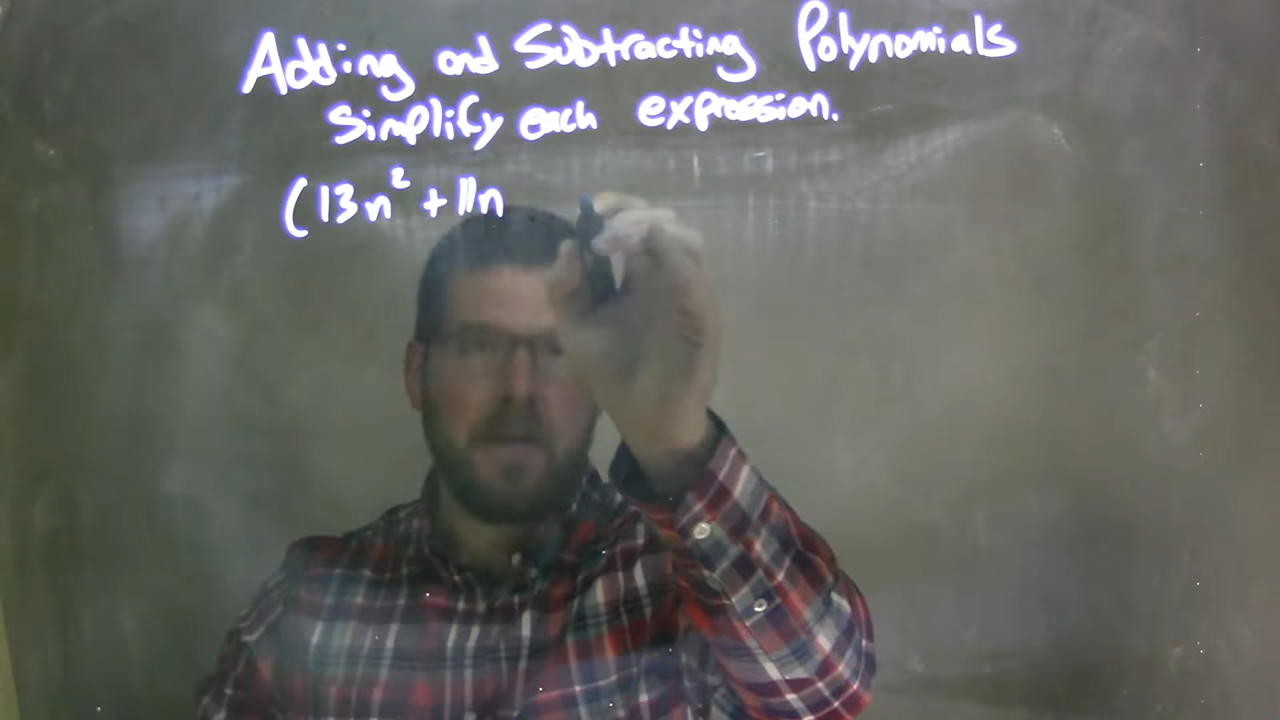 Adding and Subtracting Polynomials
Simplify each expression.
(13n² + 11n